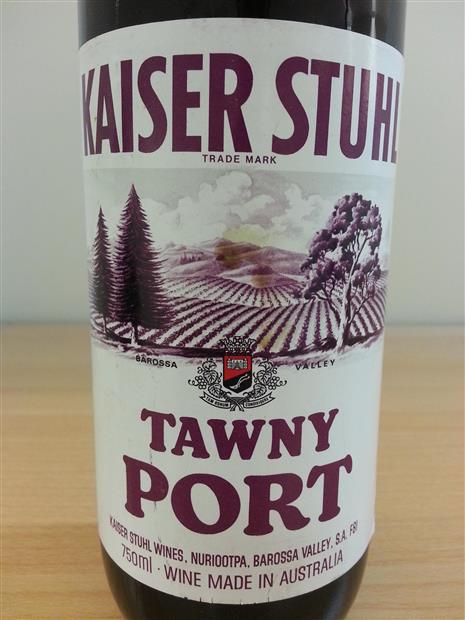 KAISER STUHL
TRADE MARK
BAROSSA VALLEY
TAWNY
PORT
KAISER STUHL WINES, NURIOOTPA, BAROSSA VALLEY, S.A. FBI
750ml · WINE MADE IN AUSTRALIA